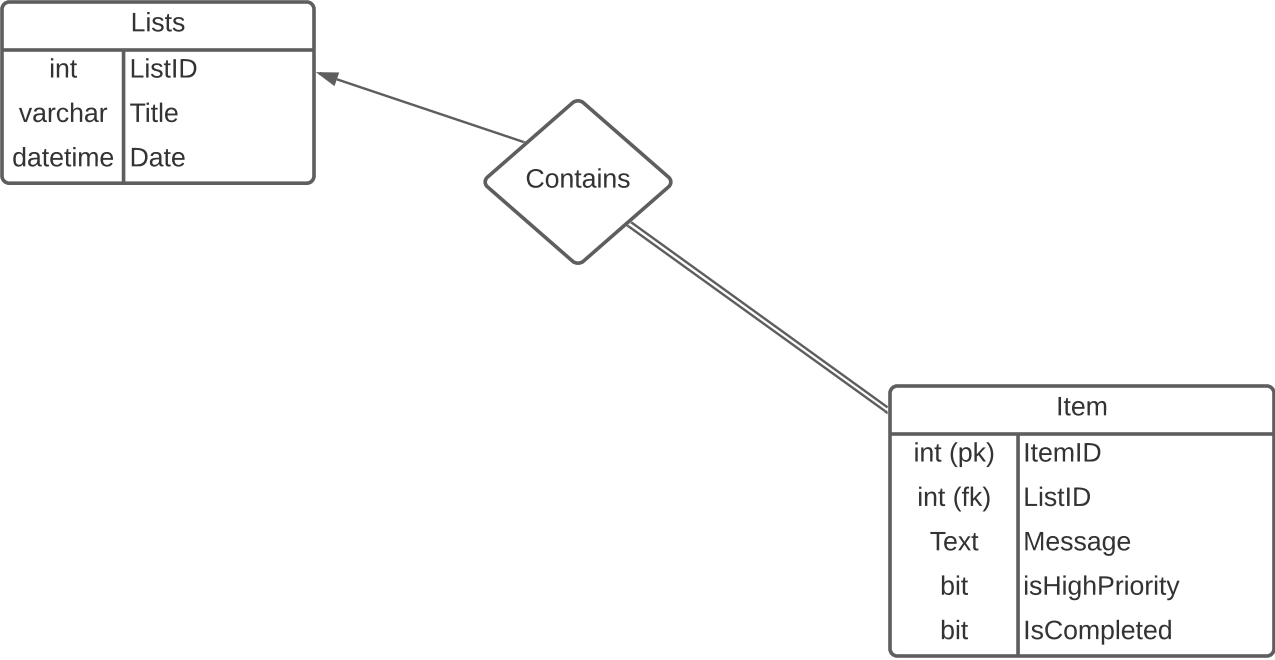 Lists
int ListID
varchar Title
datetime Date
Contains
Item
int (pk) ItemID
int (fk) ListID
Text Message
bit isHighPriority
bit IsCompleted